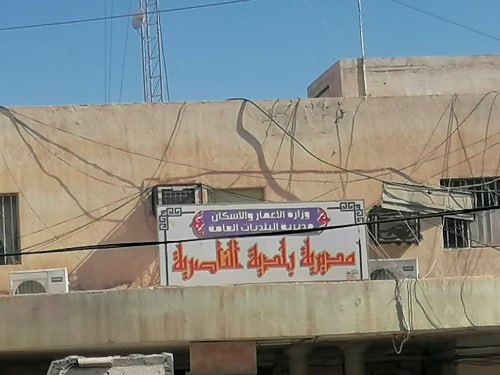 وزارة الاعمار والاسكان
مديرية البلديات العامة
مديرية بلدية الناصرية